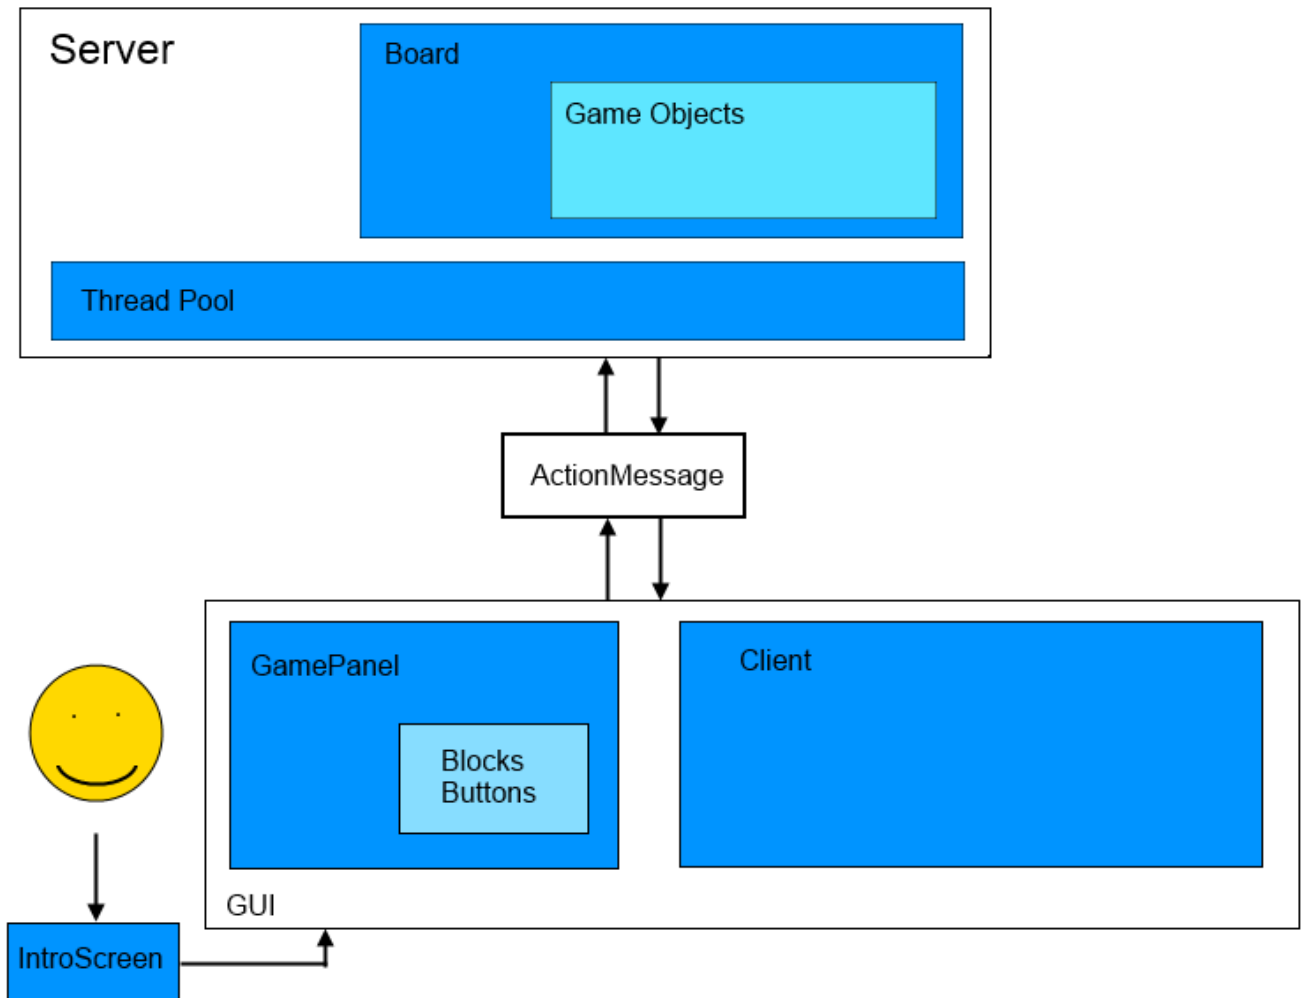 Server
Board
Game Objects
Thread Pool
ActionMessage
GamePanel
Client
Blocks
Buttons
GUI
IntroScreen